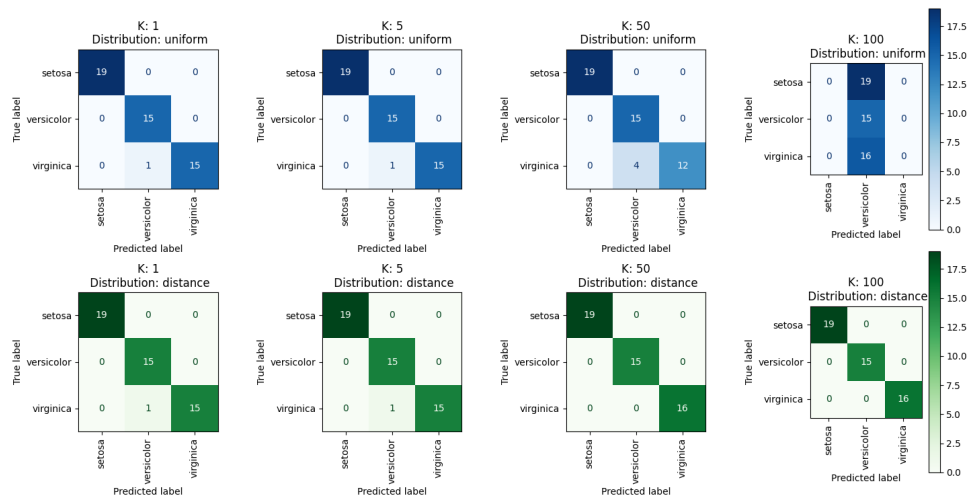 K: 1
Distribution: uniform
True label
setosa
versicolor
virginica
19 0 0
0 15 0
0 1 15
setosa
versicolor
virginica
Predicted label
K: 5
Distribution: uniform
True label
setosa
versicolor
virginica
19 0 0
0 15 0
0 1 15
setosa
versicolor
virginica
Predicted label
K: 50
Distribution: uniform
True label
setosa
versicolor
virginica
19 0 0
0 15 0
0 4 12
setosa
versicolor
virginica
Predicted label
K: 100
Distribution: uniform
True label
setosa
versicolor
virginica
0 19 0
0 15 0
0 16 0
setosa
versicolor
virginica
Predicted label
17.5
15.0
12.5
10.0
7.5
5.0
2.5
0.0
K: 1
Distribution: distance
True label
setosa
versicolor
virginica
19 0 0
0 15 0
0 1 15
setosa
versicolor
virginica
Predicted label
K: 5
Distribution: distance
True label
setosa
versicolor
virginica
19 0 0
0 15 0
0 1 15
setosa
versicolor
virginica
Predicted label
K: 50
Distribution: distance
True label
setosa
versicolor
virginica
19 0 0
0 15 0
0 0 16
setosa
versicolor
virginica
Predicted label
K: 100
Distribution: distance
True label
setosa
versicolor
virginica
19 0 0
0 15 0
0 0 16
setosa
versicolor
virginica
Predicted label
17.5
15.0
12.5
10.0
7.5
5.0
2.5
0.0